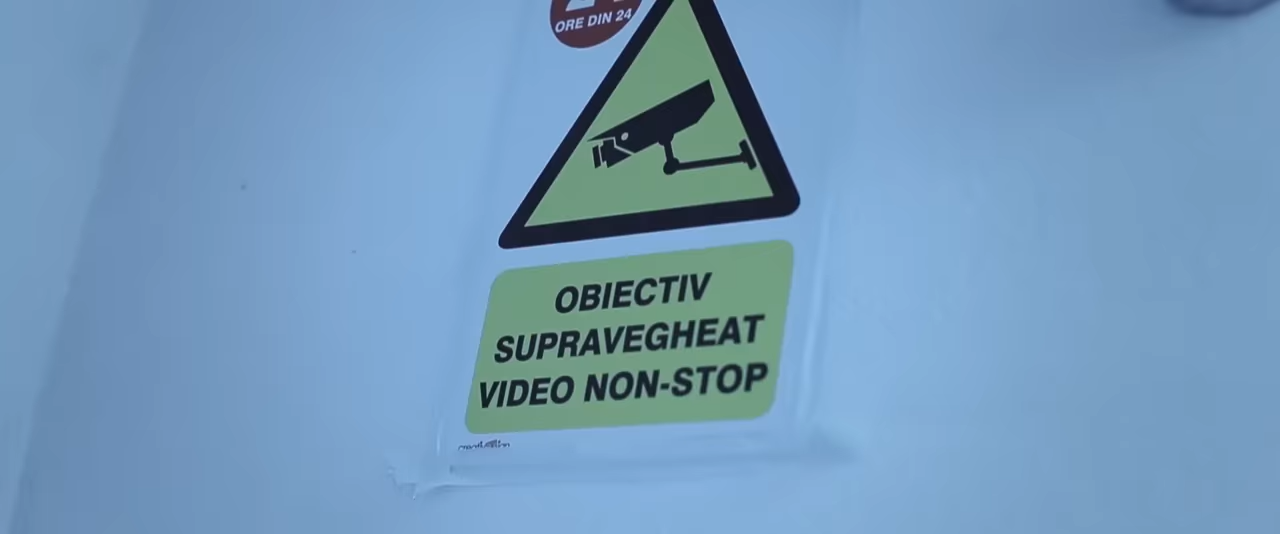 ORE DIN 24
OBIECTIV
SUPRAVEGHEAT
VIDEO NON-STOP